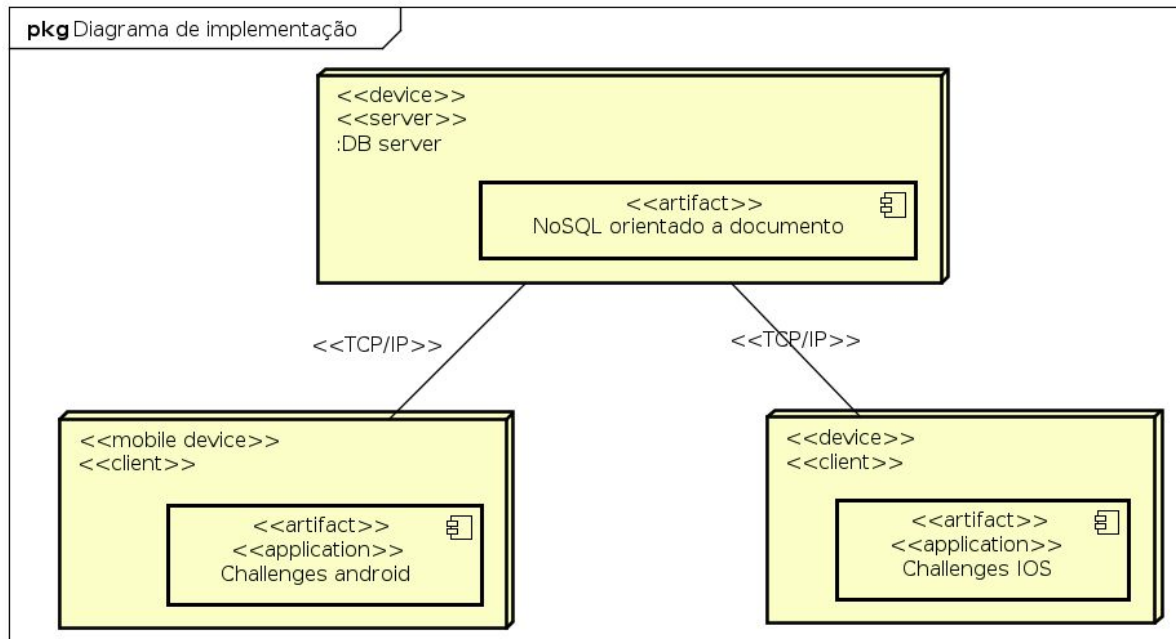 pkg Diagrama de implementação
<<device>>
<<server>>
:DB server
<<artifact>>
NoSQL orientado a documento
<<TCP/IP>>
<<TCP/IP>>
<<mobile device>>
<<client>>
<<artifact>>
<<application>>
Challenges android
<<device>>
<<client>>
<<artifact>>
<<application>>
Challenges IOS